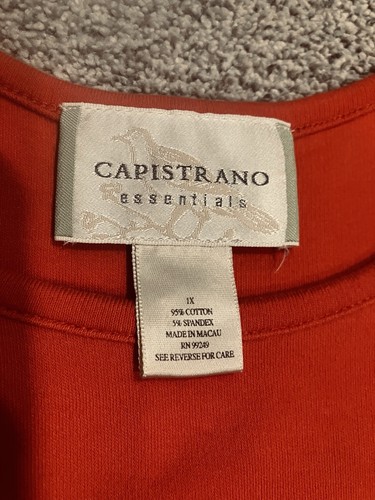 CAPISTRANO
essentials
1X
95% COTTON
5% SPANDEX
MADE IN MACAU
RN 99249
SEE REVERSE FOR CARE